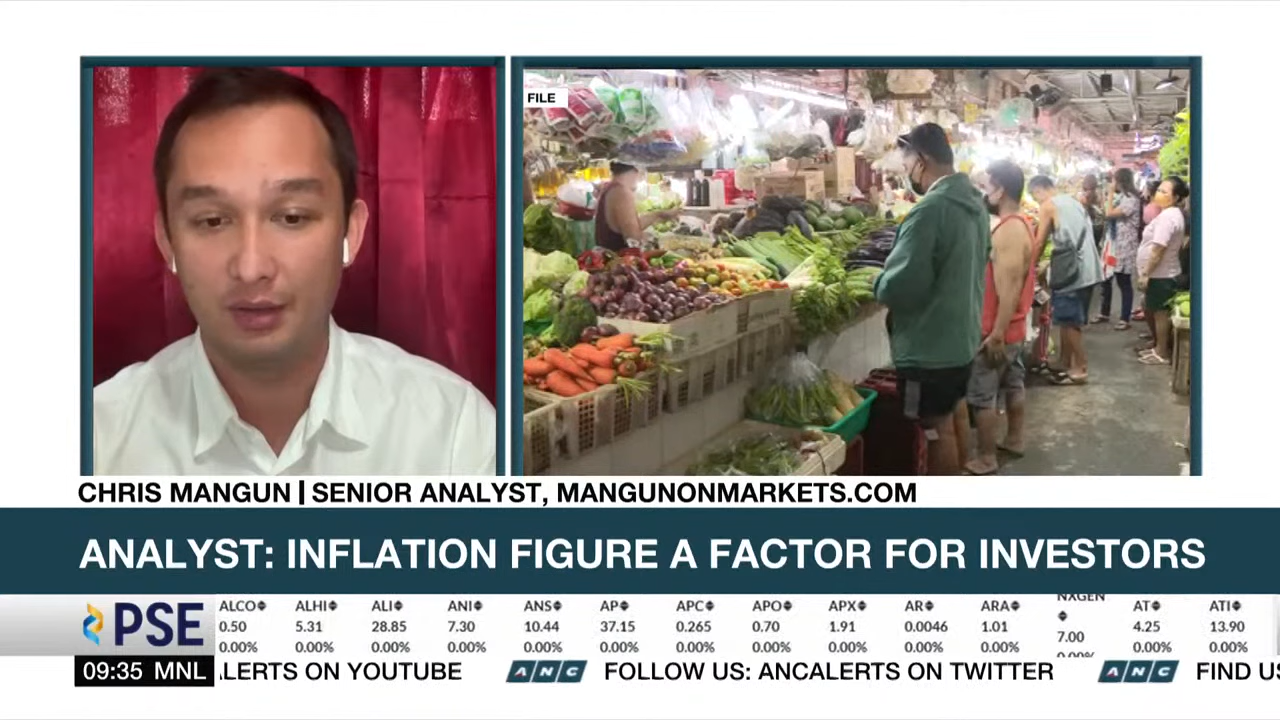 FILE
CHRIS MANGUN | SENIOR ANALYST, MANGUNONMARKETS.COM
ANALYST: INFLATION FIGURE A FACTOR FOR INVESTORS
PSE
ALCO ALHI ALI ANI ANS AP APC APO APX AR ARA NXGEN AT ATI
0.50 5.31 28.85 7.30 10.44 37.15 0.265 0.70 1.91 0.0046 1.01 7.00 4.25 13.90
0.00% 0.00% 0.00% 0.00% 0.00% 0.00% 0.00% 0.00% 0.00% 0.00% 0.00% 0.00% 0.00% 0.00%
09:35 MNL LERTS ON YOUTUBE ANC FOLLOW US: ANCALERTS ON TWITTER ANC FIND US